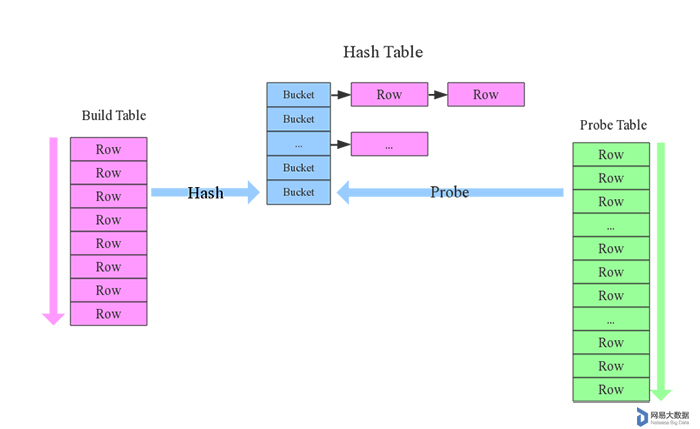 Hash Table
Build Table
Row
Row
Row
Row
Row
Row
Row
Row
Hash
Bucket
Bucket
...
Bucket
Bucket
Row
Row
...
Probe
Probe Table
Row
Row
Row
...
Row
Row
Row
...
Row
Row
Row
网易大数据
Netease Big Data